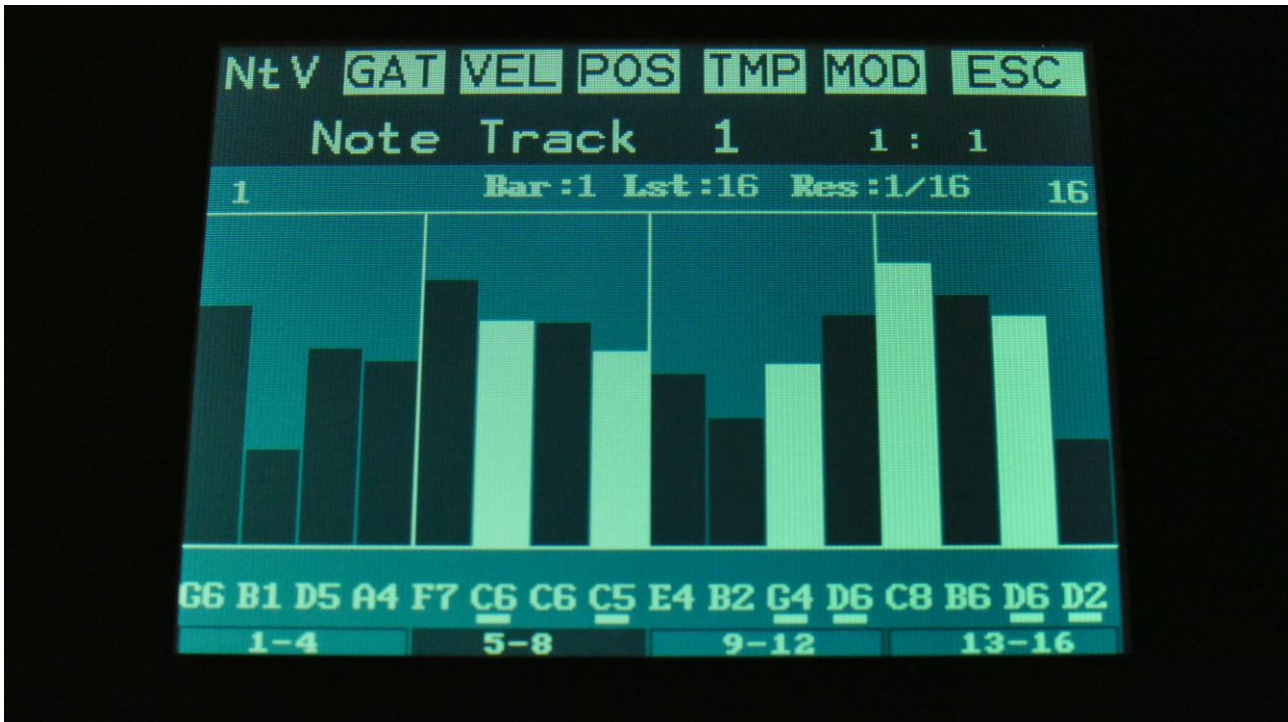 NtV GAT VEL POS TMP MOD ESC
Note Track 1 1: 1
1 Bar:1 Lst:16 Res:1/16 16
G6 B1 D5 A4 F7 C6 C6 C5 E4 B2 G4 D6 C8 B6 D6 D2
1-4 5-8 9-12 13-16